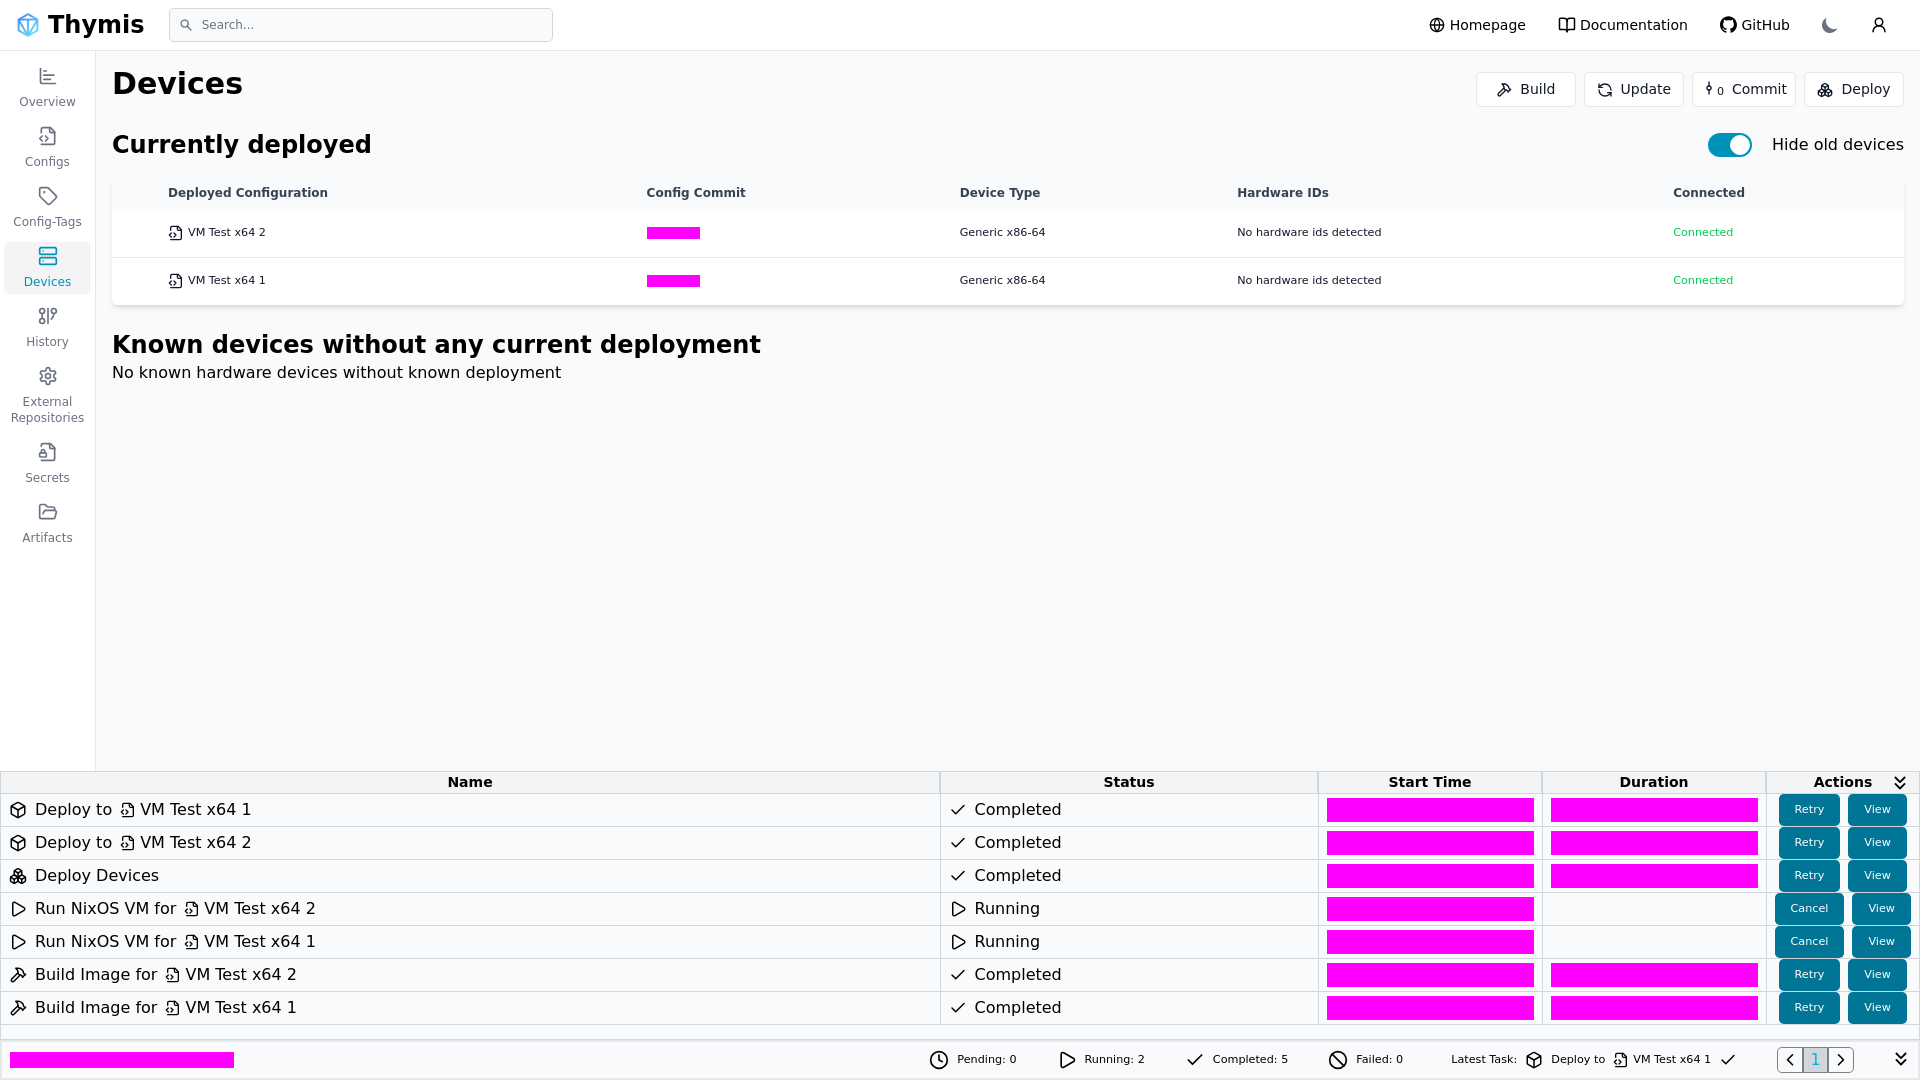 Thymis
Search...
Homepage
Documentation
GitHub
Overview
Configs
Config-Tags
Devices
History
External
Repositories
Secrets
Artifacts
Devices
Build
Update
0 Commit
Deploy
Currently deployed
Hide old devices
Deployed Configuration Config Commit Device Type Hardware IDs Connected
VM Test x64 2 Generic x86-64 No hardware ids detected Connected
VM Test x64 1 Generic x86-64 No hardware ids detected Connected
Known devices without any current deployment
No known hardware devices without known deployment
Name Status Start Time Duration Actions
Deploy to VM Test x64 1 Completed Retry View
Deploy to VM Test x64 2 Completed Retry View
Deploy Devices Completed Retry View
Run NixOS VM for VM Test x64 2 Running Cancel View
Run NixOS VM for VM Test x64 1 Running Cancel View
Build Image for VM Test x64 2 Completed Retry View
Build Image for VM Test x64 1 Completed Retry View
Pending: 0 Running: 2 Completed: 5 Failed: 0 Latest Task: Deploy to VM Test x64 1 1